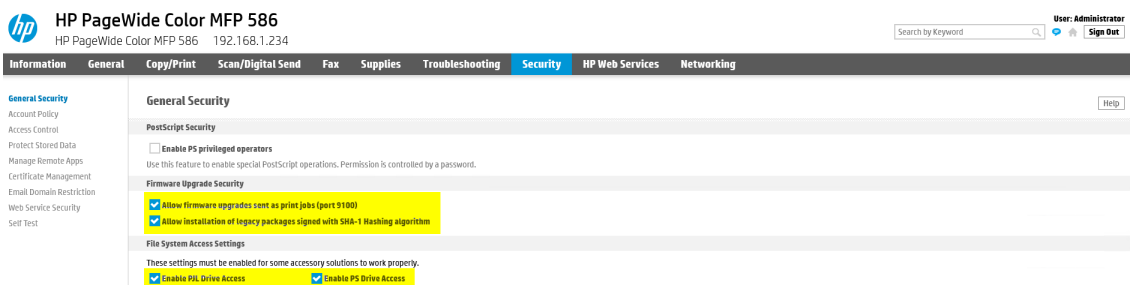 hp
HP PageWide Color MFP 586
HP PageWide Color MFP 586 192.168.1.234
User: Administrator
Search by Keyword
Sign Out
Information General Copy/Print Scan/Digital Send Fax Supplies Troubleshooting Security HP Web Services Networking
General Security
Account Policy
Access Control
Protect Stored Data
Manage Remote Apps
Certificate Management
Email Domain Restriction
Web Service Security
Self Test
General Security
Help
PostScript Security
Enable PS privileged operators
Use this feature to enable special PostScript operations. Permission is controlled by a password.
Firmware Upgrade Security
Allow firmware upgrades sent as print jobs (port 9100)
Allow installation of legacy packages signed with SHA-1 Hashing algorithm
File System Access Settings
These settings must be enabled for some accessory solutions to work properly.
Enable PJL Drive Access Enable PS Drive Access